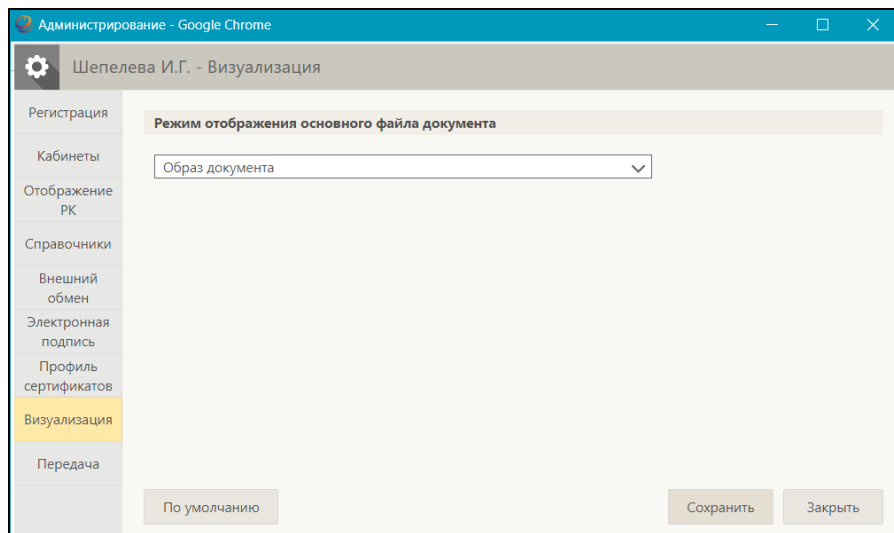 Администрирование - Google Chrome
Шепелева И.Г. - Визуализация
Регистрация
Кабинеты
Отображение
РК
Справочники
Внешний
обмен
Электронная
подпись
Профиль
сертификатов
Визуализация
Передача
Режим отображения основного файла документа
Образ документа
По умолчанию
Сохранить
Закрыть